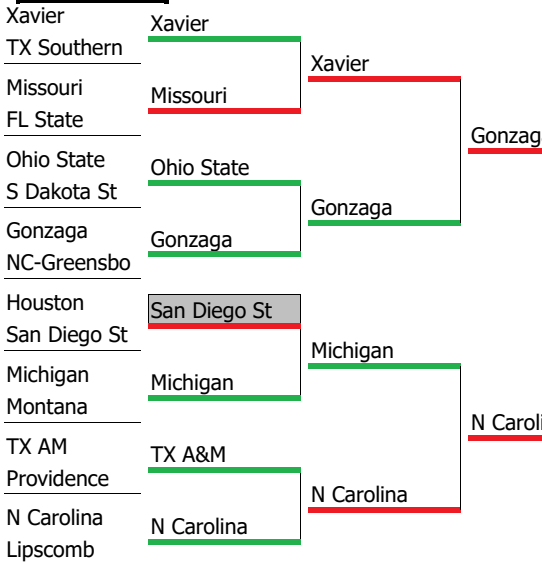 Xavier
TX Southern
Missouri
FL State
Ohio State
S Dakota St
Gonzaga
NC-Greensbo
Houston
San Diego St
Michigan
Montana
TX AM
Providence
N Carolina
Lipscomb
Xavier
Missouri
Ohio State
Gonzaga
San Diego St
Michigan
TX A&M
N Carolina
Xavier
Gonzaga
Michigan
N Carolina
Gonzag
N Caroli